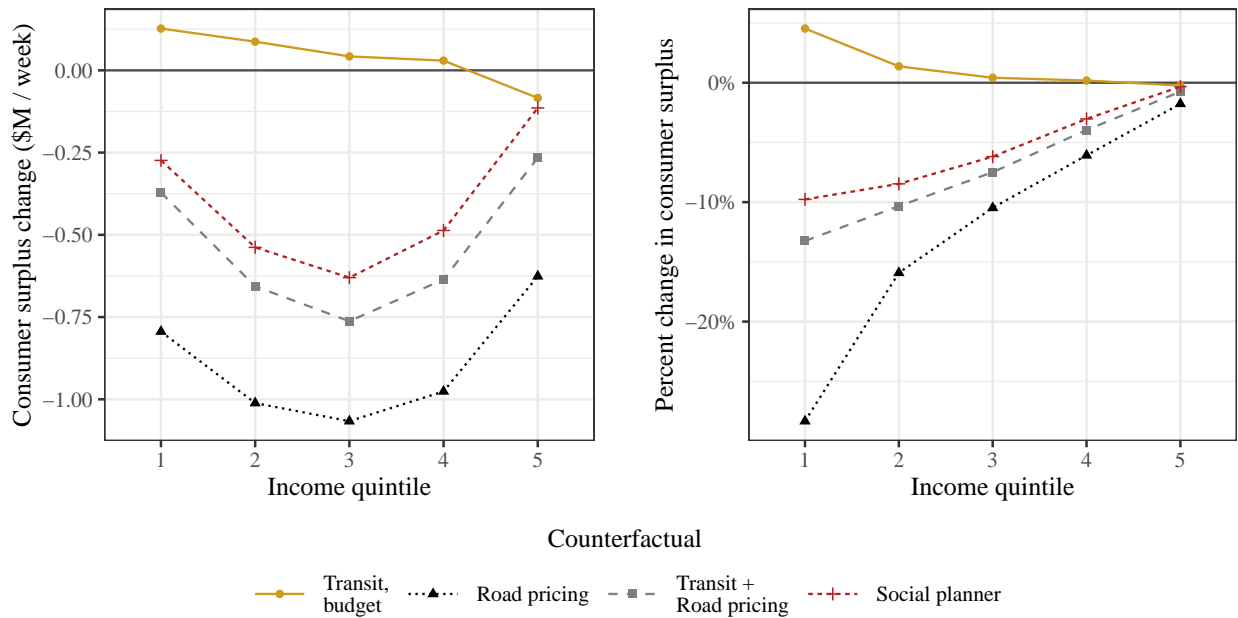 Consumer surplus change ($M / week)
0.00
−0.25
−0.50
−0.75
−1.00
1 2 3 4 5
Income quintile
Percent change in consumer surplus
0%
−10%
−20%
1 2 3 4 5
Income quintile
Counterfactual
Transit,
budget
Road pricing
Transit +
Road pricing
Social planner